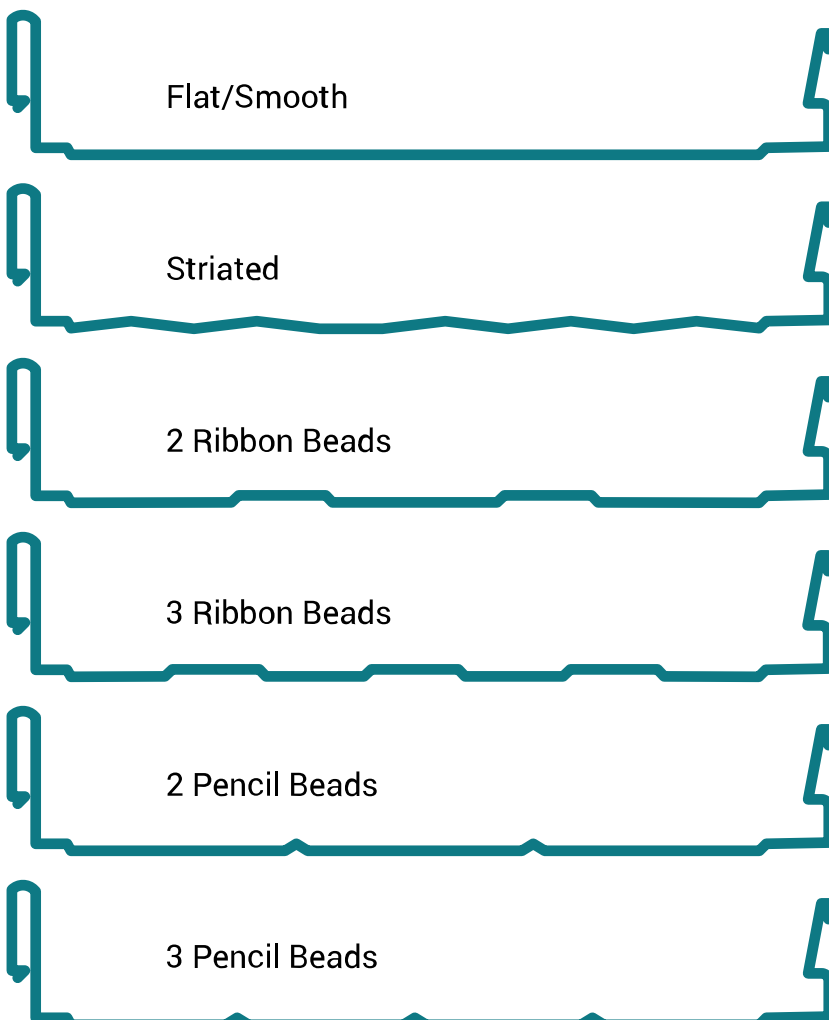 Flat/Smooth
Striated
2 Ribbon Beads
3 Ribbon Beads
2 Pencil Beads
3 Pencil Beads